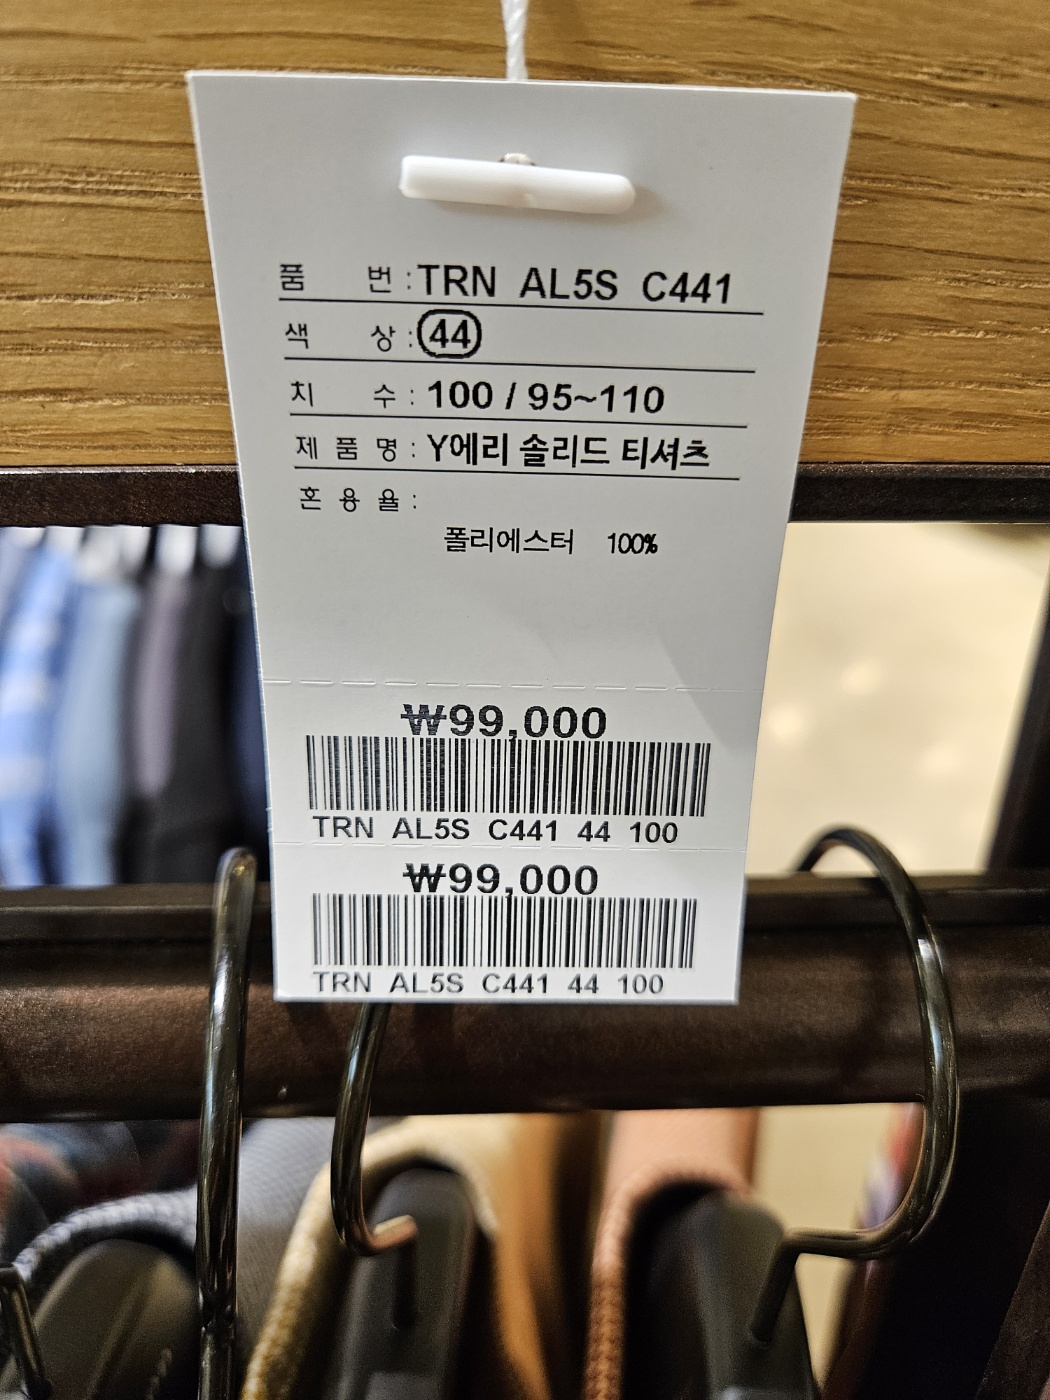 품 번 : TRN AL5S C441
색 상 : 44
치 수 : 100 / 95~110
제 품 명 : Y에리 솔리드 티셔츠
혼 용 율 :
폴리에스터 100%
₩99,000
TRN AL5S C441 44 100
₩99,000
TRN AL5S C441 44 100